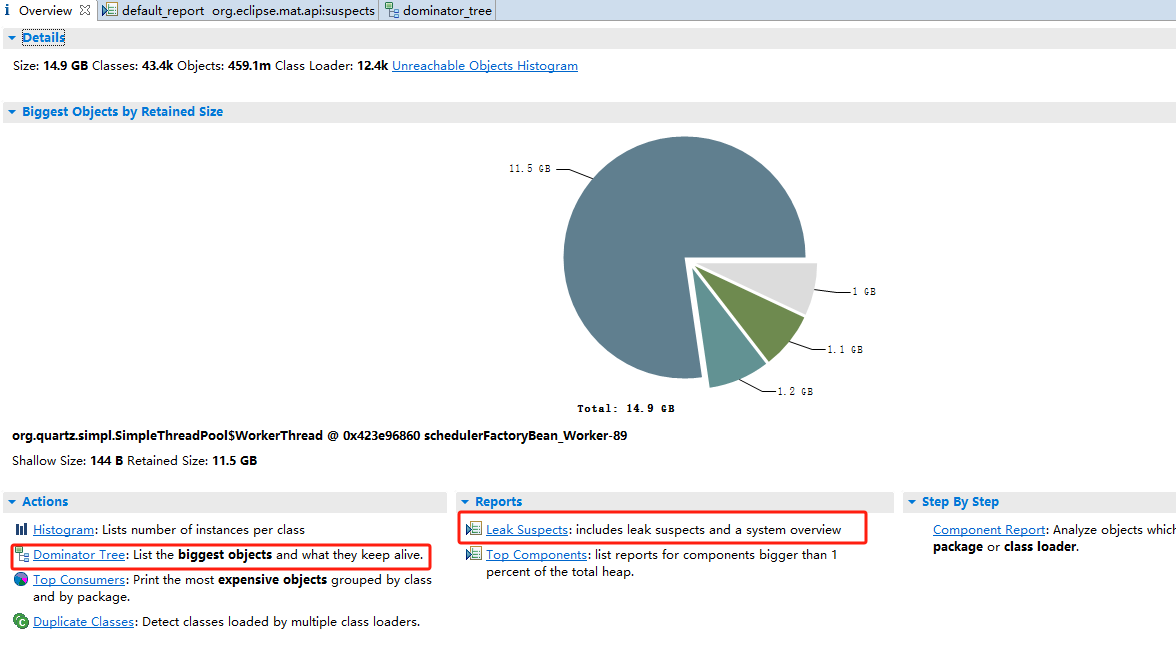 i Overview default_report org.eclipse.mat.api:suspects dominator_tree
Details
Size: 14.9 GB Classes: 43.4k Objects: 459.1m Class Loader: 12.4k Unreachable Objects Histogram
Biggest Objects by Retained Size
11.5 GB
1 GB
1.1 GB
1.2 GB
Total: 14.9 GB
org.quartz.simpl.SimpleThreadPool$WorkerThread @ 0x423e96860 schedulerFactoryBean_Worker-89
Shallow Size: 144 B Retained Size: 11.5 GB
Actions
Histogram: Lists number of instances per class
Dominator Tree: List the biggest objects and what they keep alive.
Top Consumers: Print the most expensive objects grouped by class
and by package.
C Duplicate Classes: Detect classes loaded by multiple class loaders.
Reports
Leak Suspects: includes leak suspects and a system overview
Top Components: list reports for components bigger than 1
percent of the total heap.
Step By Step
Component Report: Analyze objects which
package or class loader.